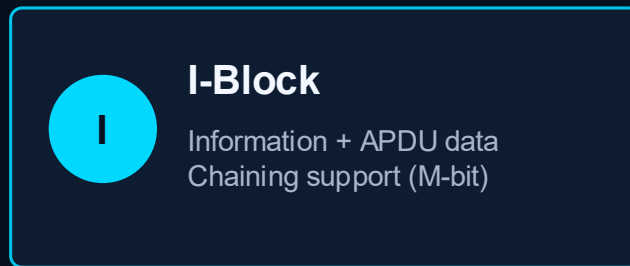 I-Block
I
Information + APDU data
Chaining support (M-bit)